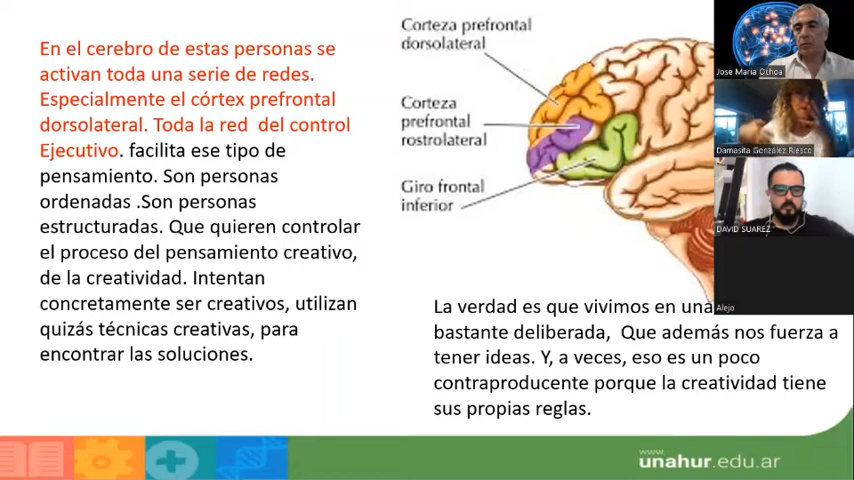 En el cerebro de estas personas se
activan toda una serie de redes.
Especialmente el córtex prefrontal
dorsolateral. Toda la red  del control
Ejecutivo. facilita ese tipo de
pensamiento. Son personas
ordenadas .Son personas
estructuradas. Que quieren controlar
el proceso del pensamiento creativo,
de la creatividad. Intentan
concretamente ser creativos, utilizan
quizás técnicas creativas, para
encontrar las soluciones.
Corteza prefrontal
dorsolateral
Corteza
prefrontal
rostrolateral
Giro frontal
inferior
La verdad es que vivimos en una
bastante deliberada,  Que además nos fuerza a
tener ideas. Y, a veces, eso es un poco
contraproducente porque la creatividad tiene
sus propias reglas.
Jose Maria Ochoa
Damasita González Riesco
DAVID SUAREZ
Alejo
www
unahur.edu.ar